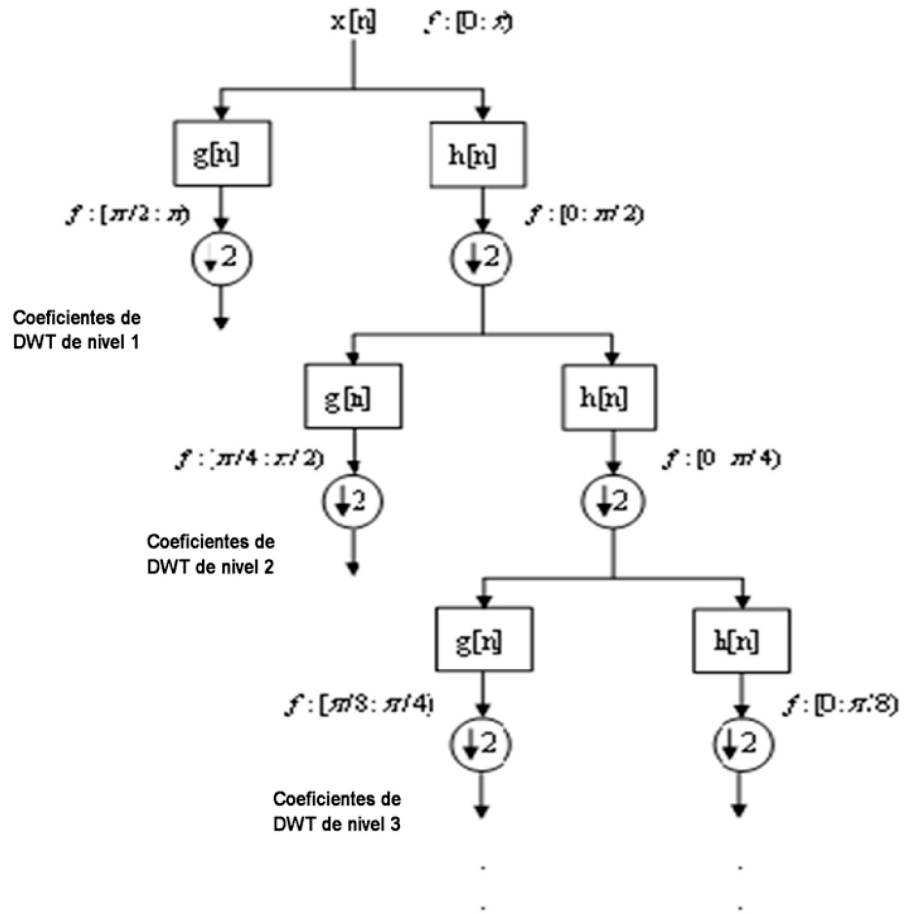 x[n] f : [0 : π)
g[n] h[n]
f : [π/2 : π) f : [0 : π/2)
↓2 ↓2
Coeficientes de
DWT de nivel 1
g[n] h[n]
f : [π/4 : π/2) f : [0 π/4)
↓2 ↓2
Coeficientes de
DWT de nivel 2
g[n] h[n]
f : [π/8 : π/4) f : [0 : π/8)
↓2 ↓2
Coeficientes de
DWT de nivel 3